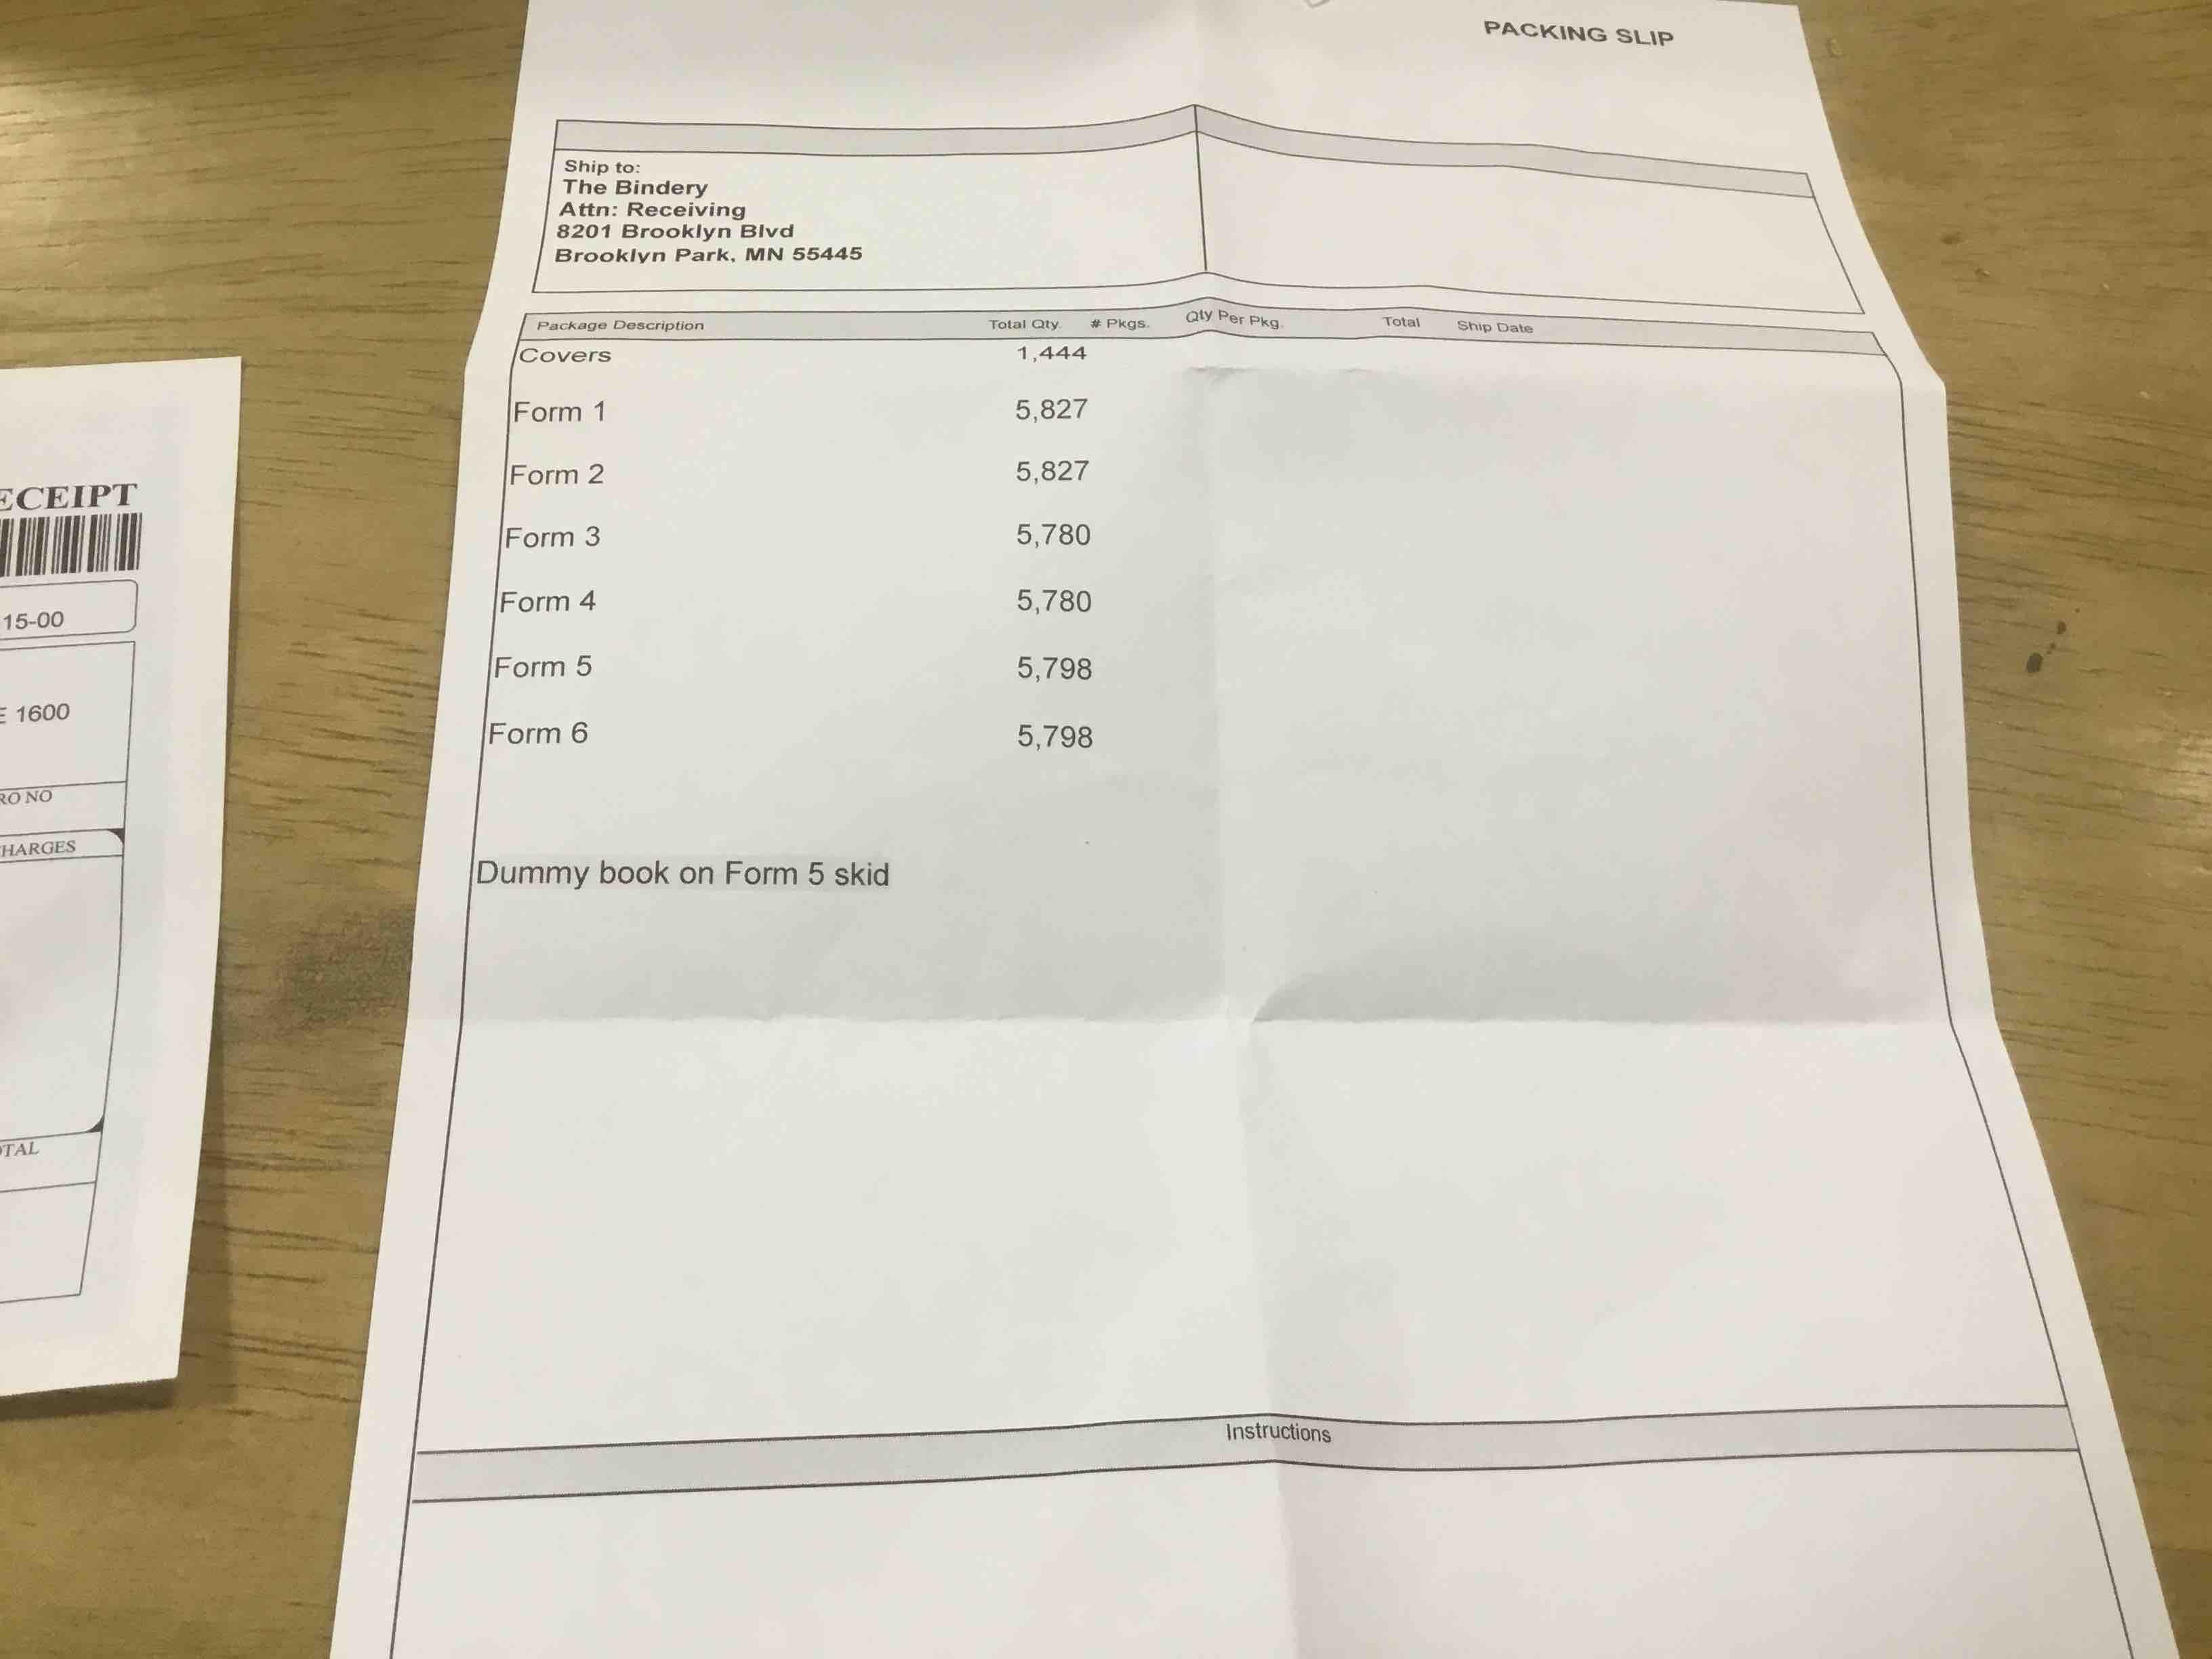 PACKING SLIP
Ship to:
The Bindery
Attn: Receiving
8201 Brooklyn Blvd
Brooklyn Park, MN 55445
Package Description Total Qty. # Pkgs. Qty Per Pkg. Total Ship Date
Covers 1,444
Form 1 5,827
Form 2 5,827
Form 3 5,780
Form 4 5,780
Form 5 5,798
Form 6 5,798
Dummy book on Form 5 skid
Instructions
ECEIPT
15-00
E 1600
RO NO
HARGES
OTAL